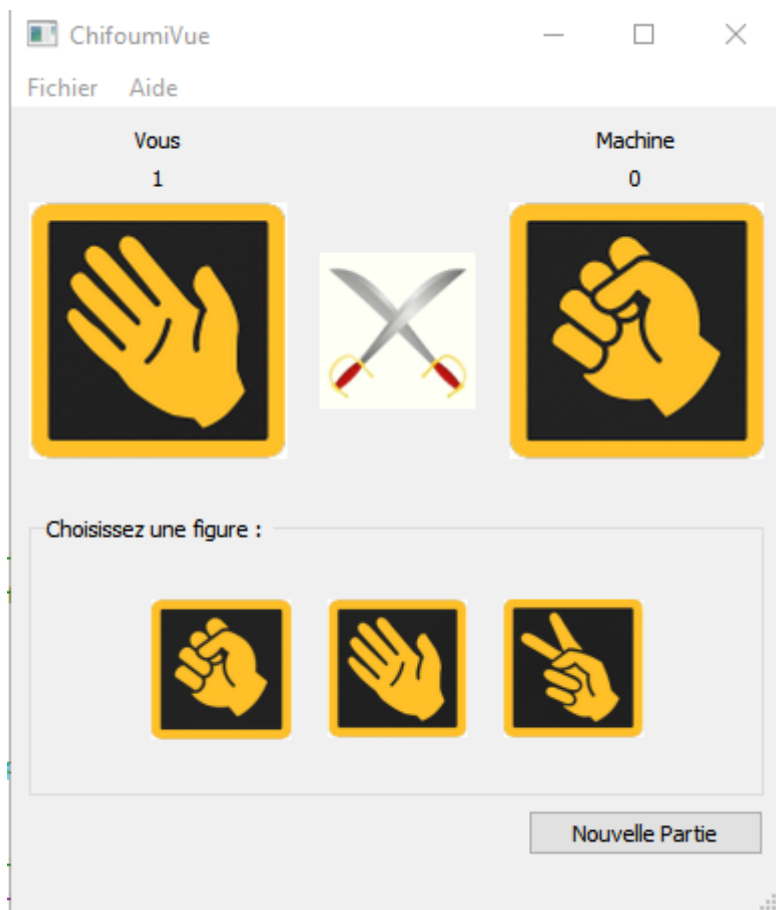 ChifoumiVue
Fichier Aide
Vous
Machine
1
0
Choisissez une figure :
Nouvelle Partie